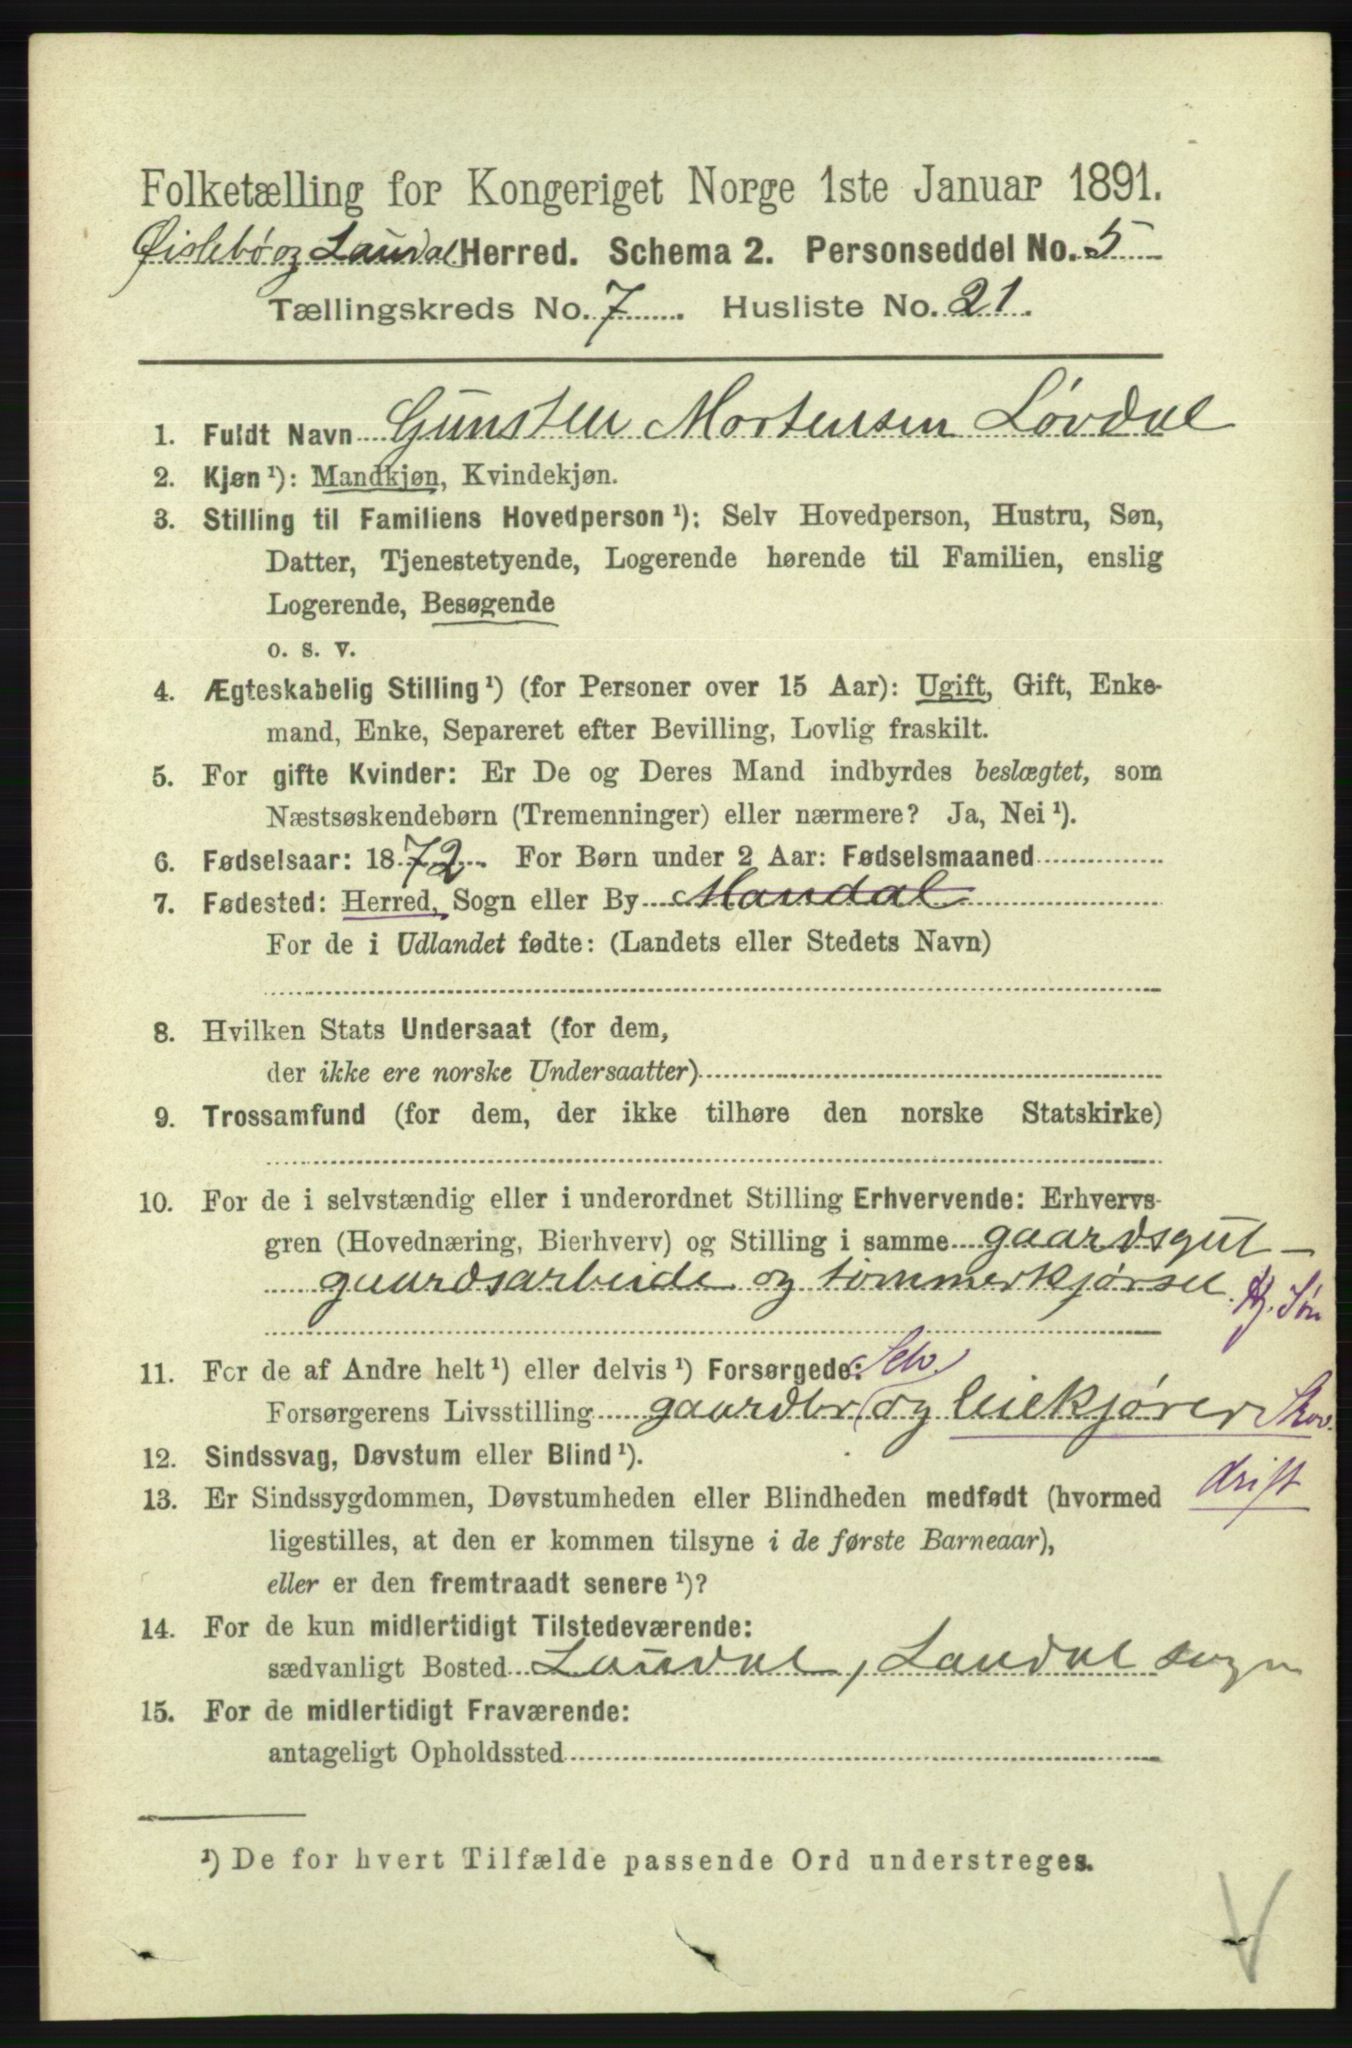 Folketælling for Kongeriget Norge 1ste Januar 1891.
Øislebø og Laudal Herred. Schema 2. Personseddel No. 5
Tællingskreds No. 7. Husliste No. 21.
1. Fuldt Navn Gunsten Mortensen Løvdal
2. Kjøn ¹): Mandkjøn, Kvindekjøn.
3. Stilling til Familiens Hovedperson ¹): Selv Hovedperson, Hustru, Søn,
Datter, Tjenestetyende, Logerende hørende til Familien, enslig
Logerende, Besøgende
o. s. v.
4. Ægteskabelig Stilling ¹) (for Personer over 15 Aar): Ugift, Gift, Enke-
mand, Enke, Separeret efter Bevilling, Lovlig fraskilt.
5. For gifte Kvinder: Er De og Deres Mand indbyrdes beslægtet, som
Næstsøskendebørn (Tremenninger) eller nærmere? Ja, Nei ¹).
6. Fødselsaar: 1872. For Børn under 2 Aar: Fødselsmaaned
7. Fødested: Herred, Sogn eller By Mandal
For de i Udlandet fødte: (Landets eller Stedets Navn)
8. Hvilken Stats Undersaat (for dem,
der ikke ere norske Undersaatter)
9. Trossamfund (for dem, der ikke tilhøre den norske Statskirke)
10. For de i selvstændig eller i underordnet Stilling Erhvervende: Erhvervs-
gren (Hovednæring, Bierhverv) og Stilling i samme gaardsgut -
gaardsarbeide og tømmerkjørsel. Hj. Søn
11. For de af Andre helt ¹) eller delvis ¹) Forsørgede: Selv.
Forsørgerens Livsstilling gaardbr og leiekjører Skov.
drift
12. Sindssvag, Døvstum eller Blind ¹).
13. Er Sindssygdommen, Døvstumheden eller Blindheden medfødt (hvormed
ligestilles, at den er kommen tilsyne i de første Barneaar),
eller er den fremtraadt senere ¹)?
14. For de kun midlertidigt Tilstedeværende:
sædvanligt Bosted Laudal, Laudal sogn
15. For de midlertidigt Fraværende:
antageligt Opholdssted
¹) De for hvert Tilfælde passende Ord understreges.